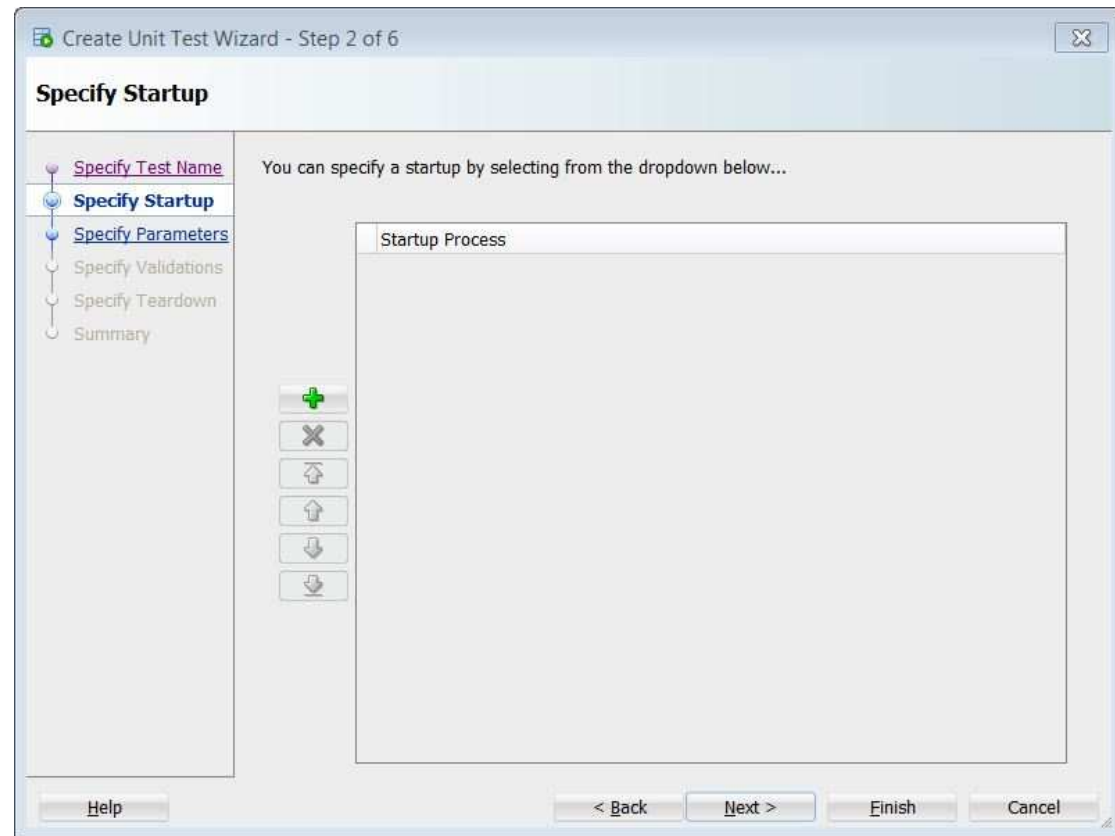 Create Unit Test Wizard - Step 2 of 6
Specify Startup
Specify Test Name
Specify Startup
Specify Parameters
Specify Validations
Specify Teardown
Summary
You can specify a startup by selecting from the dropdown below...
Startup Process
Help
< Back
Next >
Finish
Cancel